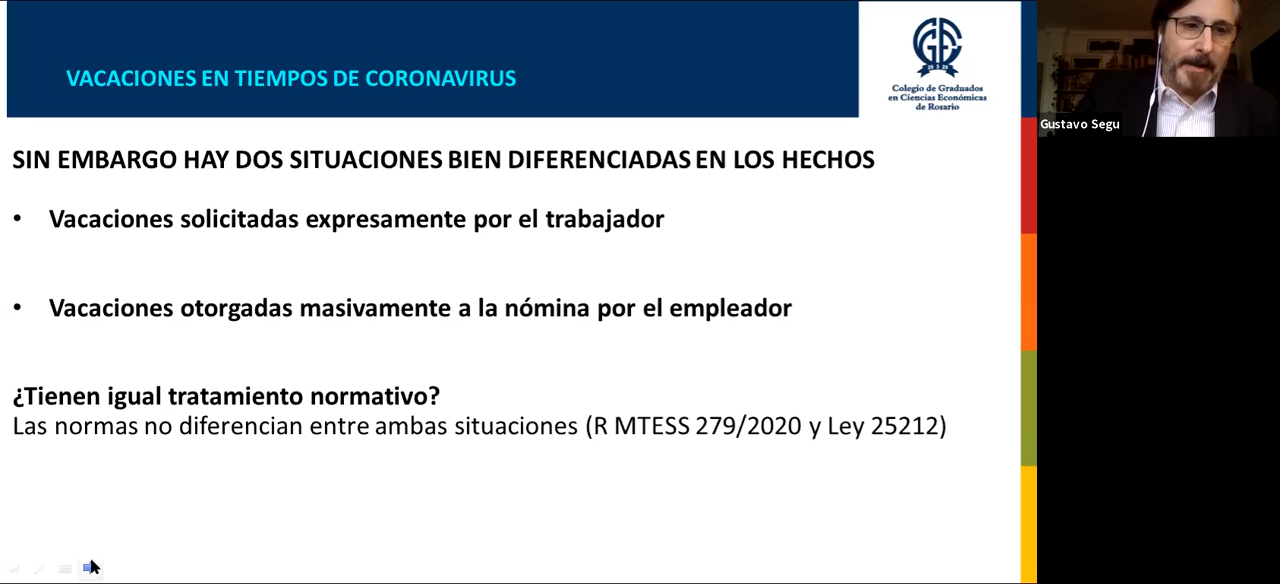 VACACIONES EN TIEMPOS DE CORONAVIRUS
Colegio de Graduados
en Ciencias Económicas
de Rosario
Gustavo Segu
SIN EMBARGO HAY DOS SITUACIONES BIEN DIFERENCIADAS EN LOS HECHOS
• Vacaciones solicitadas expresamente por el trabajador
• Vacaciones otorgadas masivamente a la nómina por el empleador
¿Tienen igual tratamiento normativo?
Las normas no diferencian entre ambas situaciones (R MTESS 279/2020 y Ley 25212)